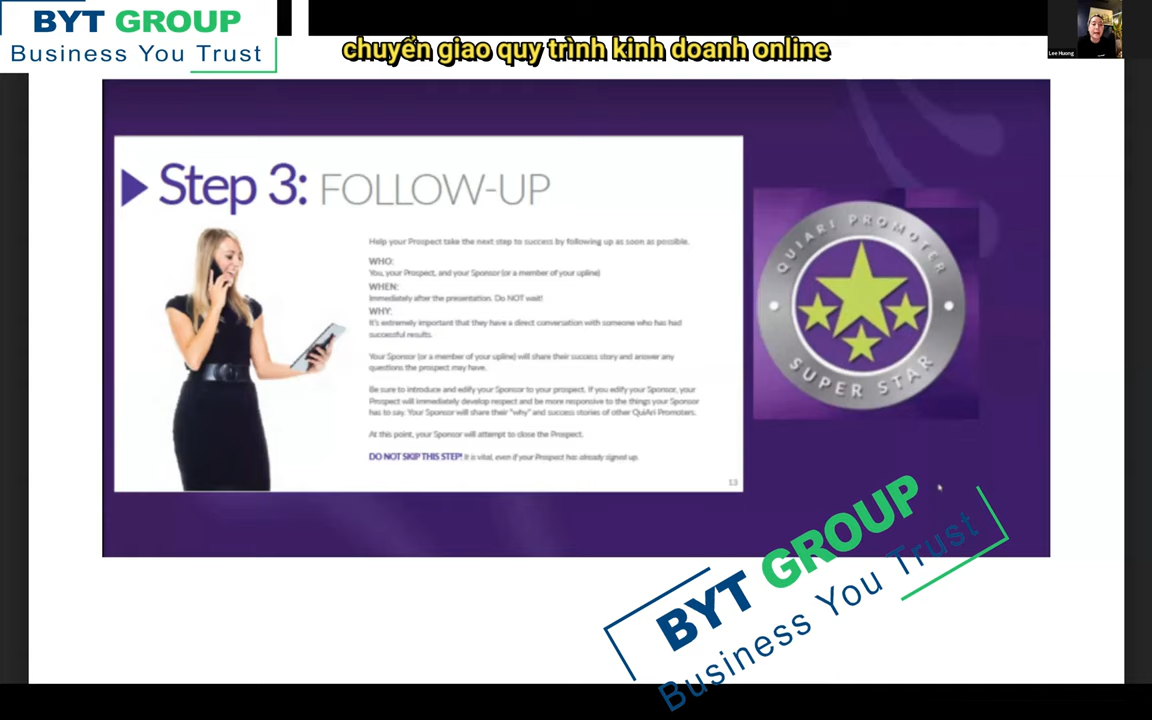 BYT GROUP
Business You Trust
chuyển giao quy trình kinh doanh online
Lee Huong
Step 3: FOLLOW-UP
Help your Prospect take the next step to success by following up as soon as possible.
WHO:
You, your Prospect, and your Sponsor (or a member of your upline)
WHEN:
Immediately after the presentation. Do NOT wait!
WHY:
It's extremely important that they have a direct conversation with someone who has had
successful results.
Your Sponsor (or a member of your upline) will share their success story and answer any
questions the prospect may have.
Be sure to introduce and edify your Sponsor to your prospect. If you edify your Sponsor, your
Prospect will immediately develop respect and be more responsive to the things your Sponsor
has to say. Your Sponsor will share their "why" and success stories of other QuiAri Promoters.
At this point, your Sponsor will attempt to close the Prospect.
DO NOT SKIP THIS STEP! It is vital, even if your Prospect has already signed up.
13
QUIARI PROMOTER
SUPER STAR
BYT GROUP
Business You Trust